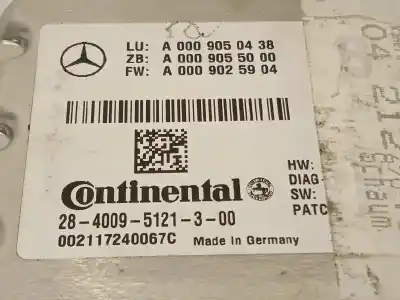 LU: A 000 905 04 38
ZB: A 000 905 50 00
FW: A 000 902 59 04
HW:
DIAG
Continental
SW:
28-4009-5121-3-00
PATC
002117240067C Made in Germany